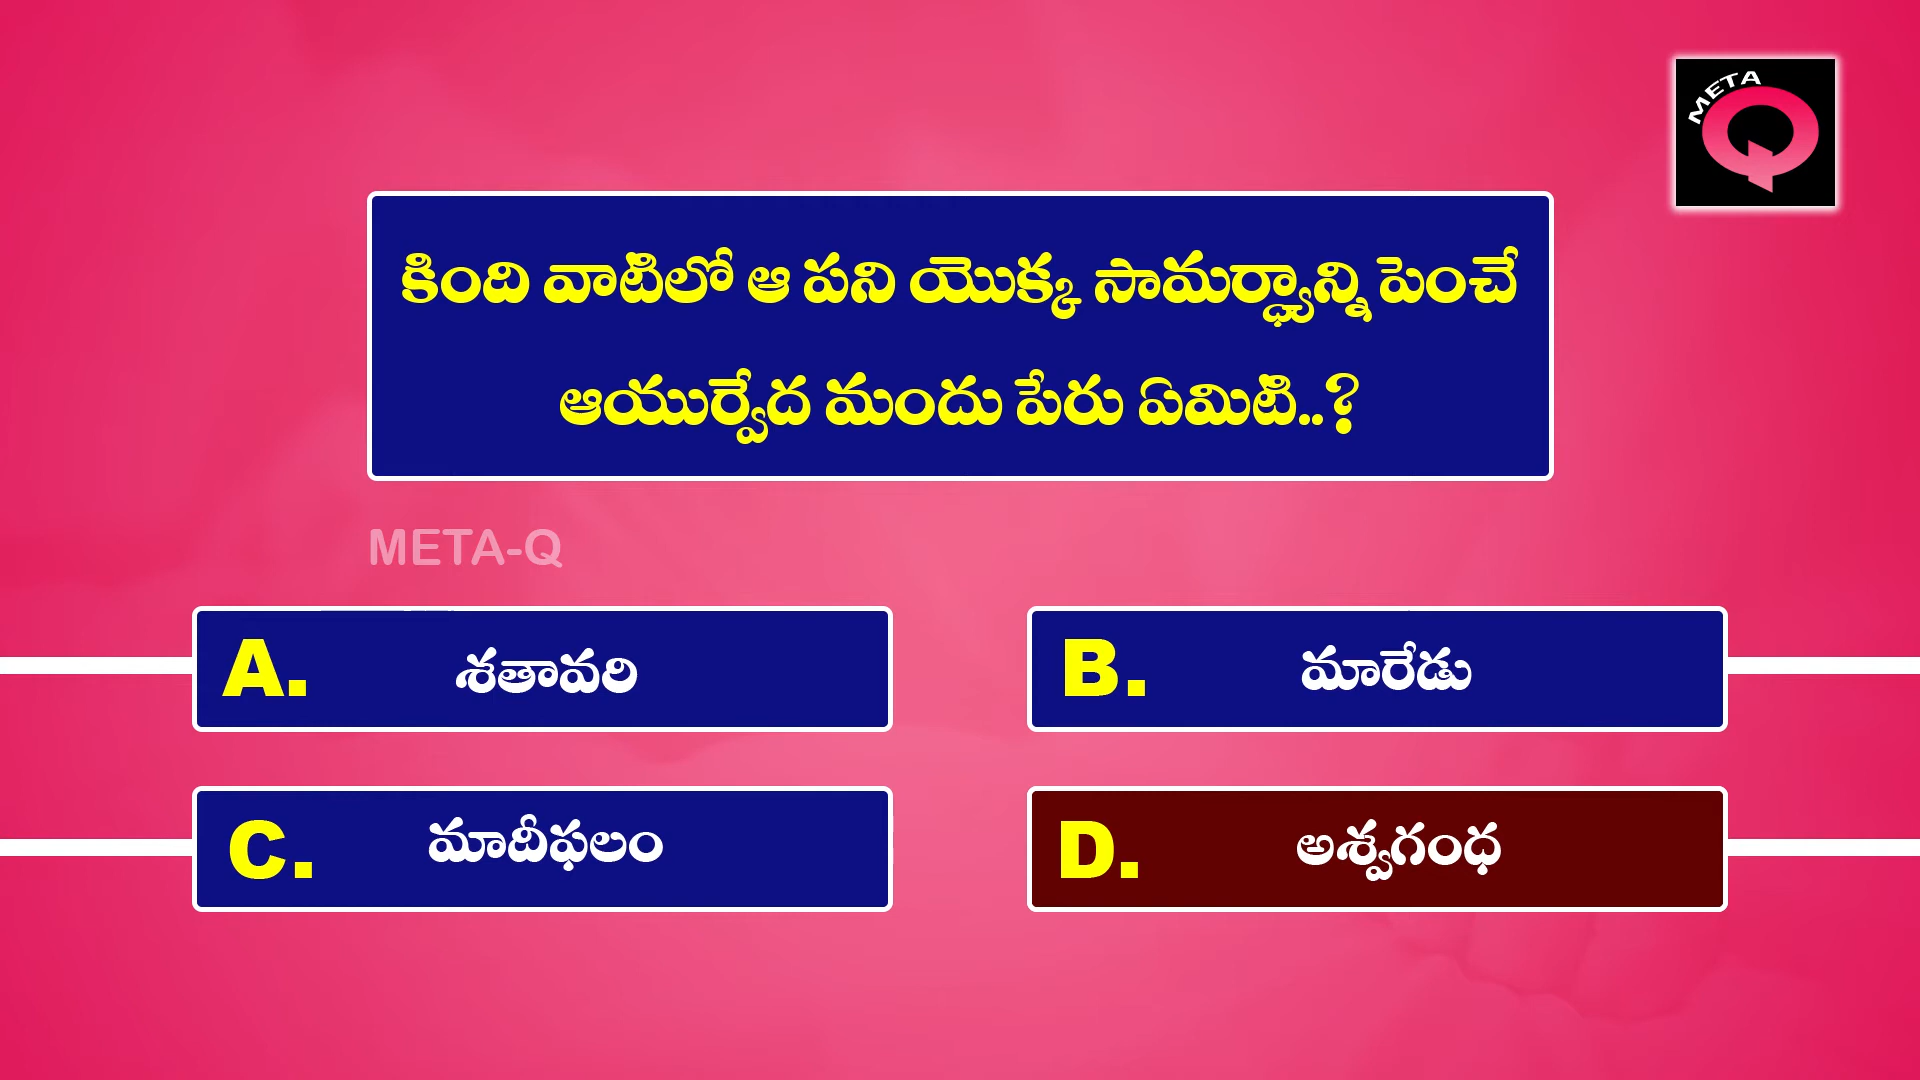 META
కింది వాటిలో ఆ పని యొక్క సామర్థ్యాన్ని పెంచే
ఆయుర్వేద మందు పేరు ఏమిటి..?
META-Q
A. శతావరి
B. మారేడు
C. మాదీఫలం
D. అశ్వగంధ